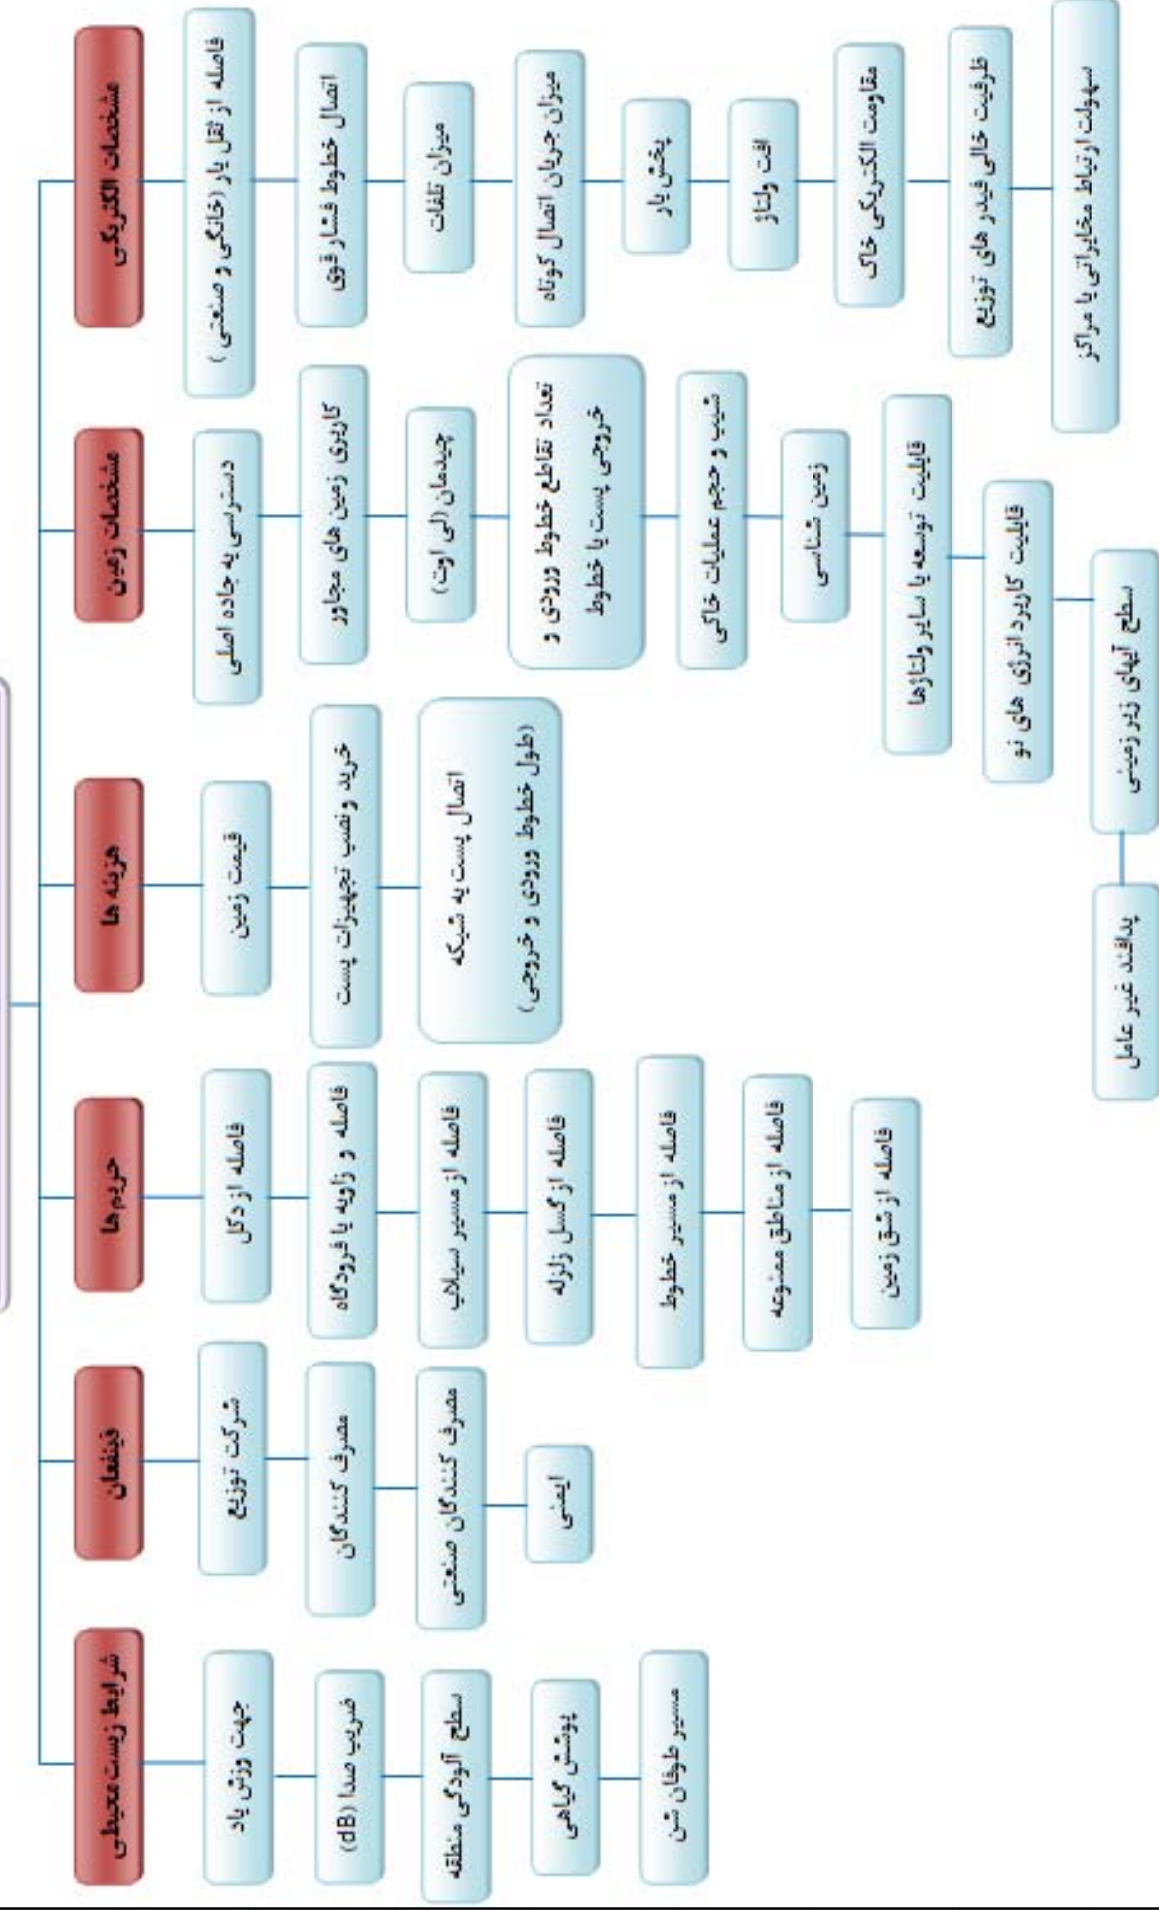 مشخصات الکتریکی
فاصله از ثقل بار (خانگی و صنعتی )
اتصال خطوط فشار قوی
میزان تلفات
میزان جریان اتصال کوتاه
پخش بار
افت ولتاژ
مقاومت الکتریکی خاک
ظرفیت خالی فیدر های توزیع
سهولت ارتباط مخابراتی با مراکز
مشخصات زمین
دسترسی به جاده اصلی
کاربری زمین های مجاور
چیدمان (لی اوت)
تعداد تقاطع خطوط ورودی و
خروجی پست با خطوط
شیب و حجم عملیات خاکی
زمین شناسی
قابلیت توسعه با سایر ولتاژها
قابلیت کاربرد انرژی های نو
سطح آبهای زیر زمینی
پدافند غیر عامل
هزینه ها
قیمت زمین
خرید ونصب تجهیزات پست
اتصال پست به شبکه
(طول خطوط ورودی و خروجی)
حریم‌ها
فاصله از دکل
فاصله و زاویه با فرودگاه
فاصله از مسیر سیلاب
فاصله از گسل زلزله
فاصله از مسیر خطوط
فاصله از مناطق ممنوعه
فاصله از شق زمین
ذینفعان
شرکت توزیع
مصرف کنندگان
مصرف کنندگان صنعتی
ایمنی
شرایط زیست محیطی
جهت وزش باد
ضریب صدا (dB)
سطح آلودگی منطقه
پوشش گیاهی
مسیر طوفان شن